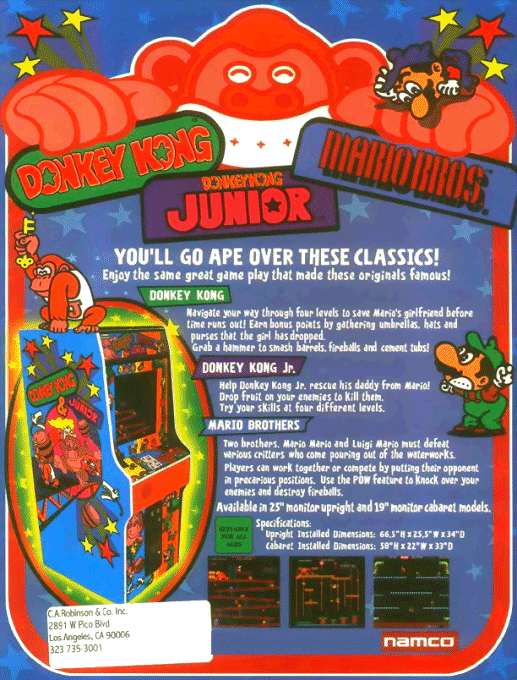 DONKEY KONG
MARIO BROS.
DONKEY KONG
JUNIOR
YOU'LL GO APE OVER THESE CLASSICS!
Enjoy the same great game play that made these originals famous!
DONKEY KONG
Navigate your way through four levels to save Mario's girlfriend before
time runs out! Earn bonus points by gathering umbrellas, hats and
purses that the girl has dropped.
Grab a hammer to smash barrels, fireballs and cement tubs!
DONKEY KONG Jr.
Help Donkey Kong Jr. rescue his daddy from Mario!
Drop fruit on your enemies to kill them.
Try your skills at four different levels.
MARIO BROTHERS
Two brothers, Mario Mario and Luigi Mario must defeat
various critters who come pouring out of the waterworks.
Players can work together or compete by putting their opponent
in precarious positions. Use the POW feature to Knock over your
enemies and destroy fireballs.
Available in 25" monitor upright and 19" monitor cabaret models.
SUITABLE
FOR ALL
AGES
Specifications:
Upright Installed Dimensions: 66.5"H x 25.5"W x 34"D
Cabaret Installed Dimensions: 58"H x 22"W x 33"D
DONKEY KONG
&
JUNIOR
C.A.Robinson & Co. Inc.
2891 W Pico Blvd
Los Angeles, CA 90006
323 735-3001
namco